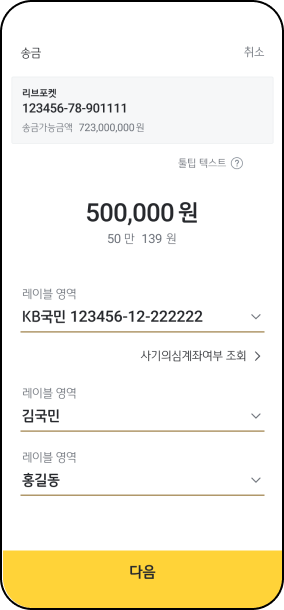 송금 취소
리브포켓
123456-78-901111
송금가능금액 723,000,000원
툴팁 텍스트 ?
500,000 원
50 만 139 원
레이블 영역
KB국민 123456-12-222222
사기의심계좌여부 조회
레이블 영역
김국민
레이블 영역
홍길동
다음